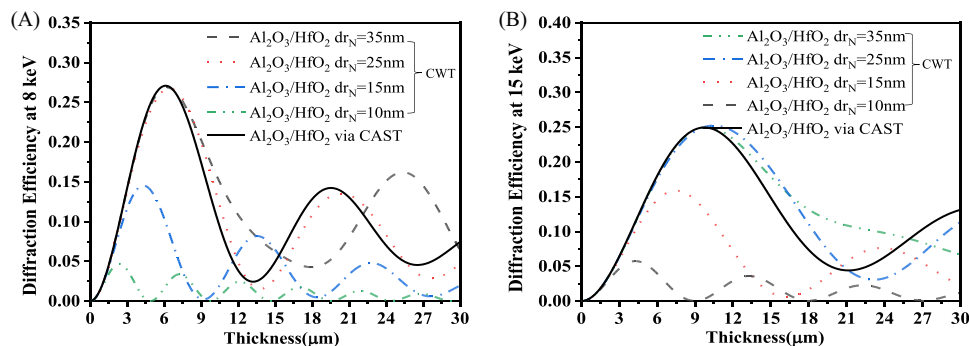 (A)
Diffraction Efficiency at 8 keV
0.35
0.30
0.25
0.20
0.15
0.10
0.05
0.00
Al₂O₃/HfO₂ drN=35nm
Al₂O₃/HfO₂ drN=25nm
Al₂O₃/HfO₂ drN=15nm
Al₂O₃/HfO₂ drN=10nm
CWT
Al₂O₃/HfO₂ via CAST
0 3 6 9 12 15 18 21 24 27 30
Thickness(μm)
(B)
Diffraction Efficiency at 15 keV
0.40
0.35
0.30
0.25
0.20
0.15
0.10
0.05
0.00
Al₂O₃/HfO₂ drN=35nm
Al₂O₃/HfO₂ drN=25nm
Al₂O₃/HfO₂ drN=15nm
Al₂O₃/HfO₂ drN=10nm
CWT
Al₂O₃/HfO₂ via CAST
0 3 6 9 12 15 18 21 24 27 30
Thickness(μm)